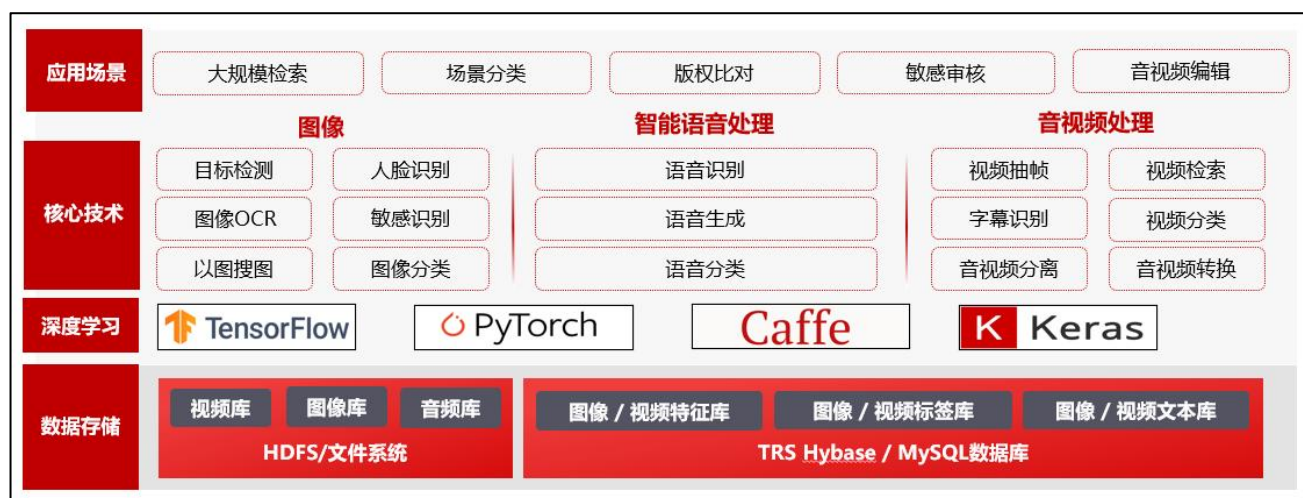 应用场景
大规模检索 场景分类 版权比对 敏感审核 音视频编辑
图像 智能语音处理 音视频处理
核心技术
目标检测 人脸识别 语音识别 视频抽帧 视频检索
图像OCR 敏感识别 语音生成 字幕识别 视频分类
以图搜图 图像分类 语音分类 音视频分离 音视频转换
深度学习
TensorFlow PyTorch Caffe K Keras
数据存储
视频库 图像库 音频库 图像 / 视频特征库 图像 / 视频标签库 图像 / 视频文本库
HDFS/文件系统 TRS Hybase / MySQL数据库